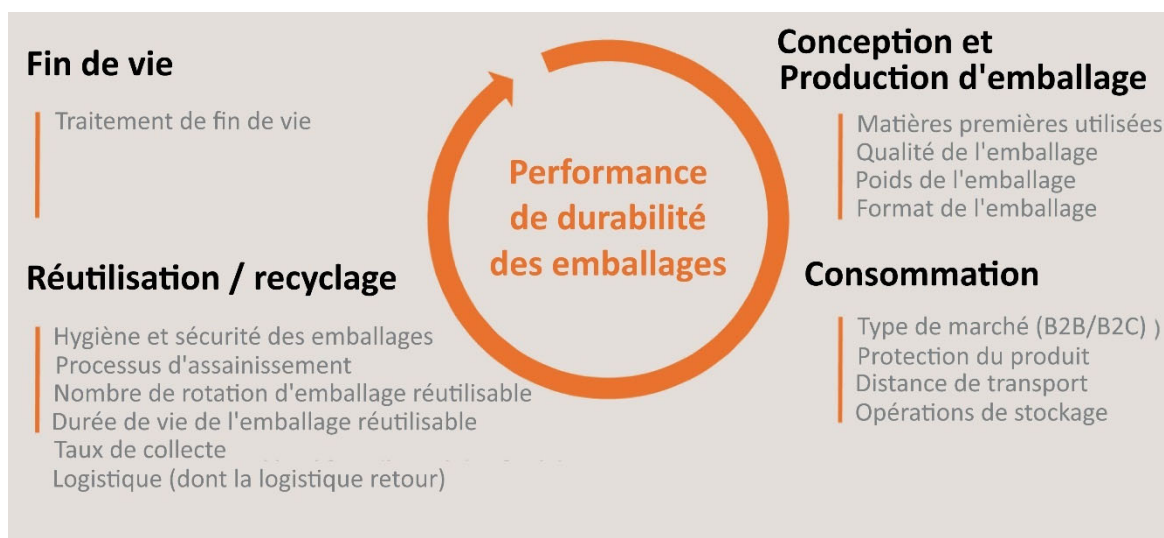 Fin de vie
Traitement de fin de vie
Conception et
Production d'emballage
Matières premières utilisées
Qualité de l'emballage
Poids de l'emballage
Format de l'emballage
Performance
de durabilité
des emballages
Réutilisation / recyclage
Hygiène et sécurité des emballages
Processus d'assainissement
Nombre de rotation d'emballage réutilisable
Durée de vie de l'emballage réutilisable
Taux de collecte
Logistique (dont la logistique retour)
Consommation
Type de marché (B2B/B2C) )
Protection du produit
Distance de transport
Opérations de stockage